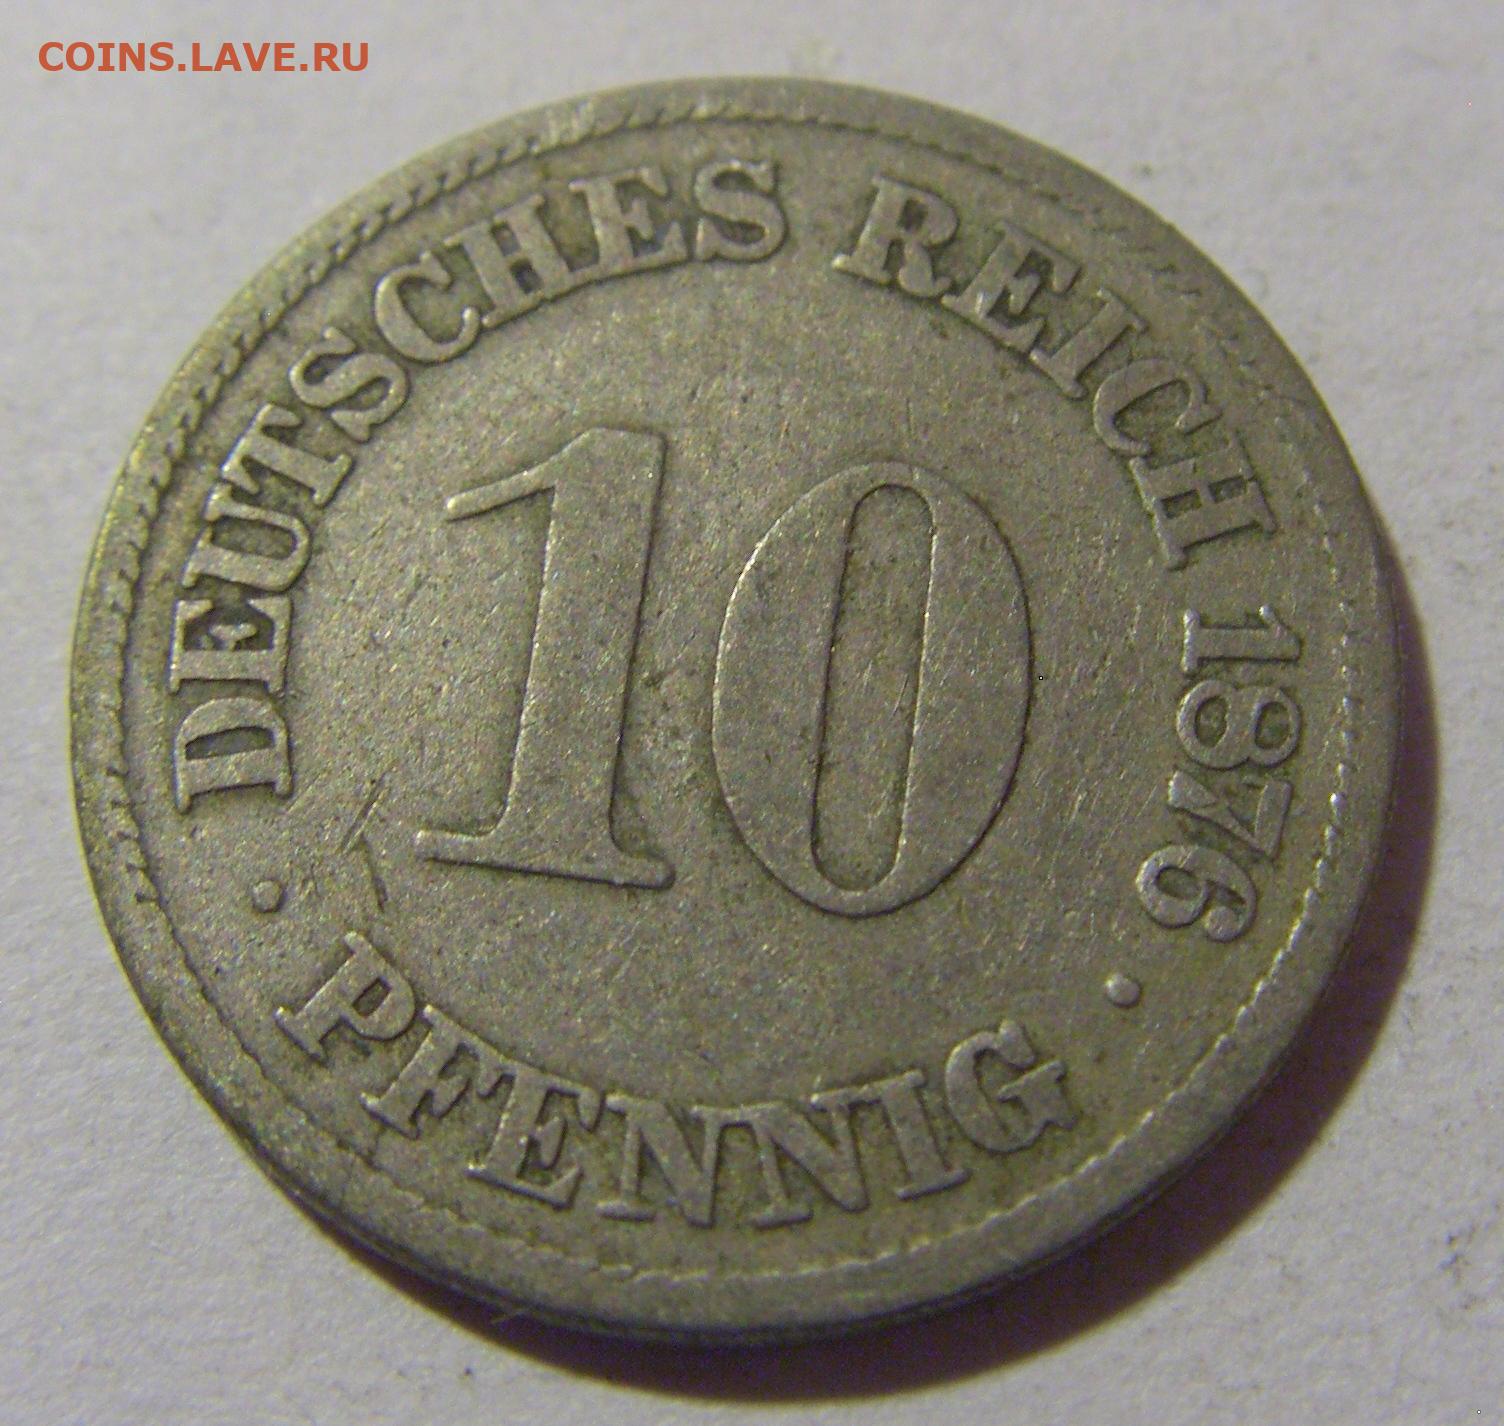 COINS.LAVE.RU
DEUTSCHES REICH 1876
10
· PFENNIG ·